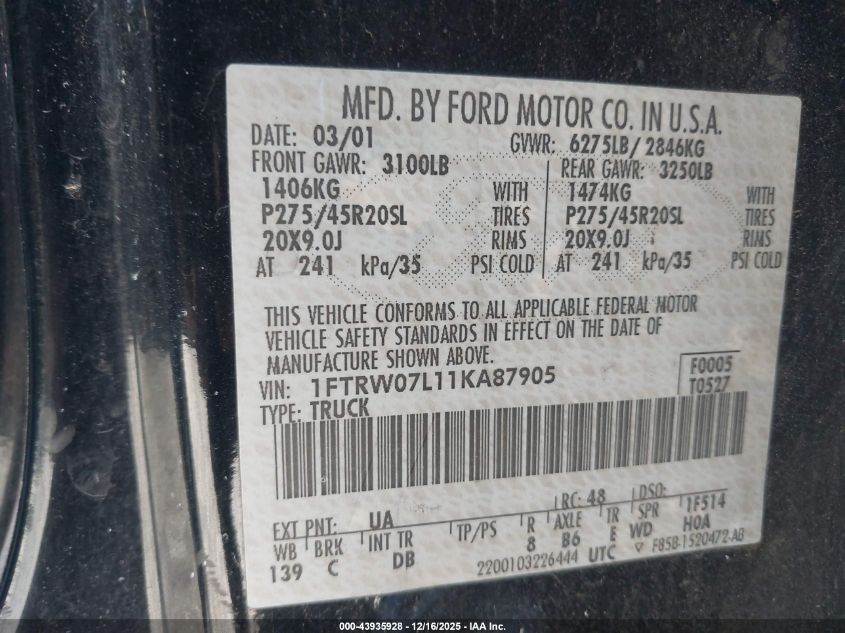 MFD. BY FORD MOTOR CO. IN U.S.A.
DATE: 03/01 GVWR: 6275LB/ 2846KG
FRONT GAWR: 3100LB REAR GAWR: 3250LB
1406KG WITH 1474KG WITH
P275/45R20SL TIRES P275/45R20SL TIRES
20X9.0J RIMS 20X9.0J RIMS
AT 241 kPa/35 PSI COLD AT 241 kPa/35 PSI COLD
THIS VEHICLE CONFORMS TO ALL APPLICABLE FEDERAL MOTOR
VEHICLE SAFETY STANDARDS IN EFFECT ON THE DATE OF
MANUFACTURE SHOWN ABOVE.
VIN: 1FTRW07L11KA87905 F0005
TYPE: TRUCK T0527
EXT PNT: UA RC: 48 DSO:
WB BRK INT TR TP/PS R AXLE TR SPR 1F514
139 C DB 8 B6 E WD H0A
2200103226444 UTC ▽ F85B-1520472-AB
000-43935928 - 12/16/2025 - IAA Inc.